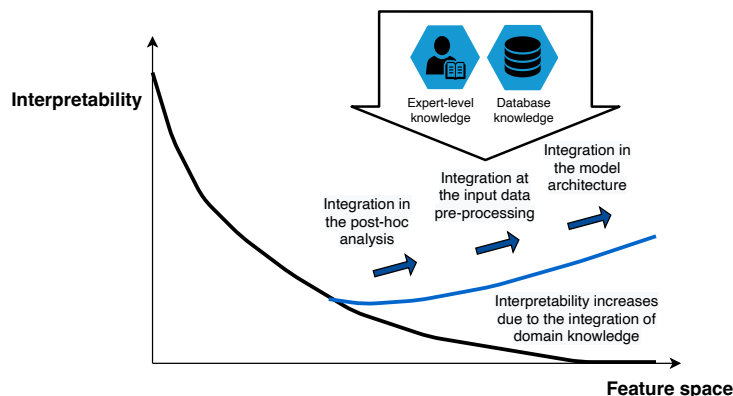 Expert-level
knowledge
Database
knowledge
Interpretability
Integration in
the post-hoc
analysis
Integration at
the input data
pre-processing
Integration in
the model
architecture
Interpretability increases
due to the integration of
domain knowledge
Feature space